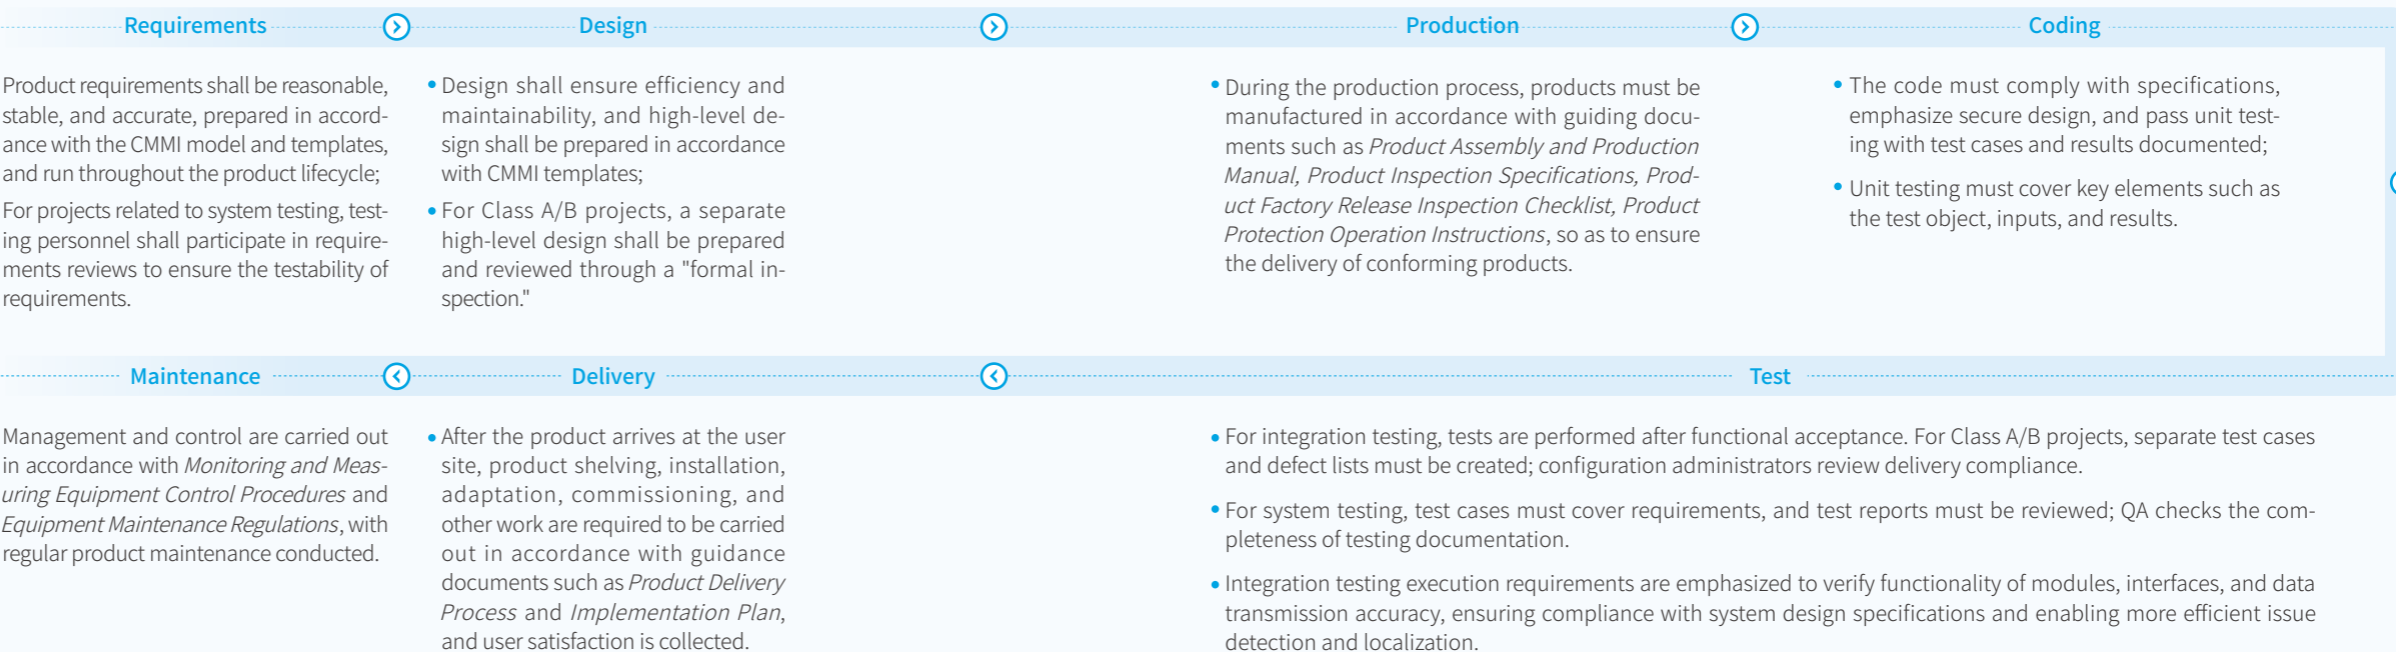 Requirements
Product requirements shall be reasonable,
stable, and accurate, prepared in accord-
ance with the CMMI model and templates,
and run throughout the product lifecycle;
For projects related to system testing, test-
ing personnel shall participate in require-
ments reviews to ensure the testability of
requirements.
Design
• Design shall ensure efficiency and
maintainability, and high-level de-
sign shall be prepared in accordance
with CMMI templates;
• For Class A/B projects, a separate
high-level design shall be prepared
and reviewed through a "formal in-
spection."
Production
• During the production process, products must be
manufactured in accordance with guiding docu-
ments such as Product Assembly and Production
Manual, Product Inspection Specifications, Prod-
uct Factory Release Inspection Checklist, Product
Protection Operation Instructions, so as to ensure
the delivery of conforming products.
Coding
• The code must comply with specifications,
emphasize secure design, and pass unit test-
ing with test cases and results documented;
• Unit testing must cover key elements such as
the test object, inputs, and results.
Test
• For integration testing, tests are performed after functional acceptance. For Class A/B projects, separate test cases
and defect lists must be created; configuration administrators review delivery compliance.
• For system testing, test cases must cover requirements, and test reports must be reviewed; QA checks the com-
pleteness of testing documentation.
• Integration testing execution requirements are emphasized to verify functionality of modules, interfaces, and data
transmission accuracy, ensuring compliance with system design specifications and enabling more efficient issue
detection and localization.
Delivery
• After the product arrives at the user
site, product shelving, installation,
adaptation, commissioning, and
other work are required to be carried
out in accordance with guidance
documents such as Product Delivery
Process and Implementation Plan,
and user satisfaction is collected.
Maintenance
Management and control are carried out
in accordance with Monitoring and Meas-
uring Equipment Control Procedures and
Equipment Maintenance Regulations, with
regular product maintenance conducted.